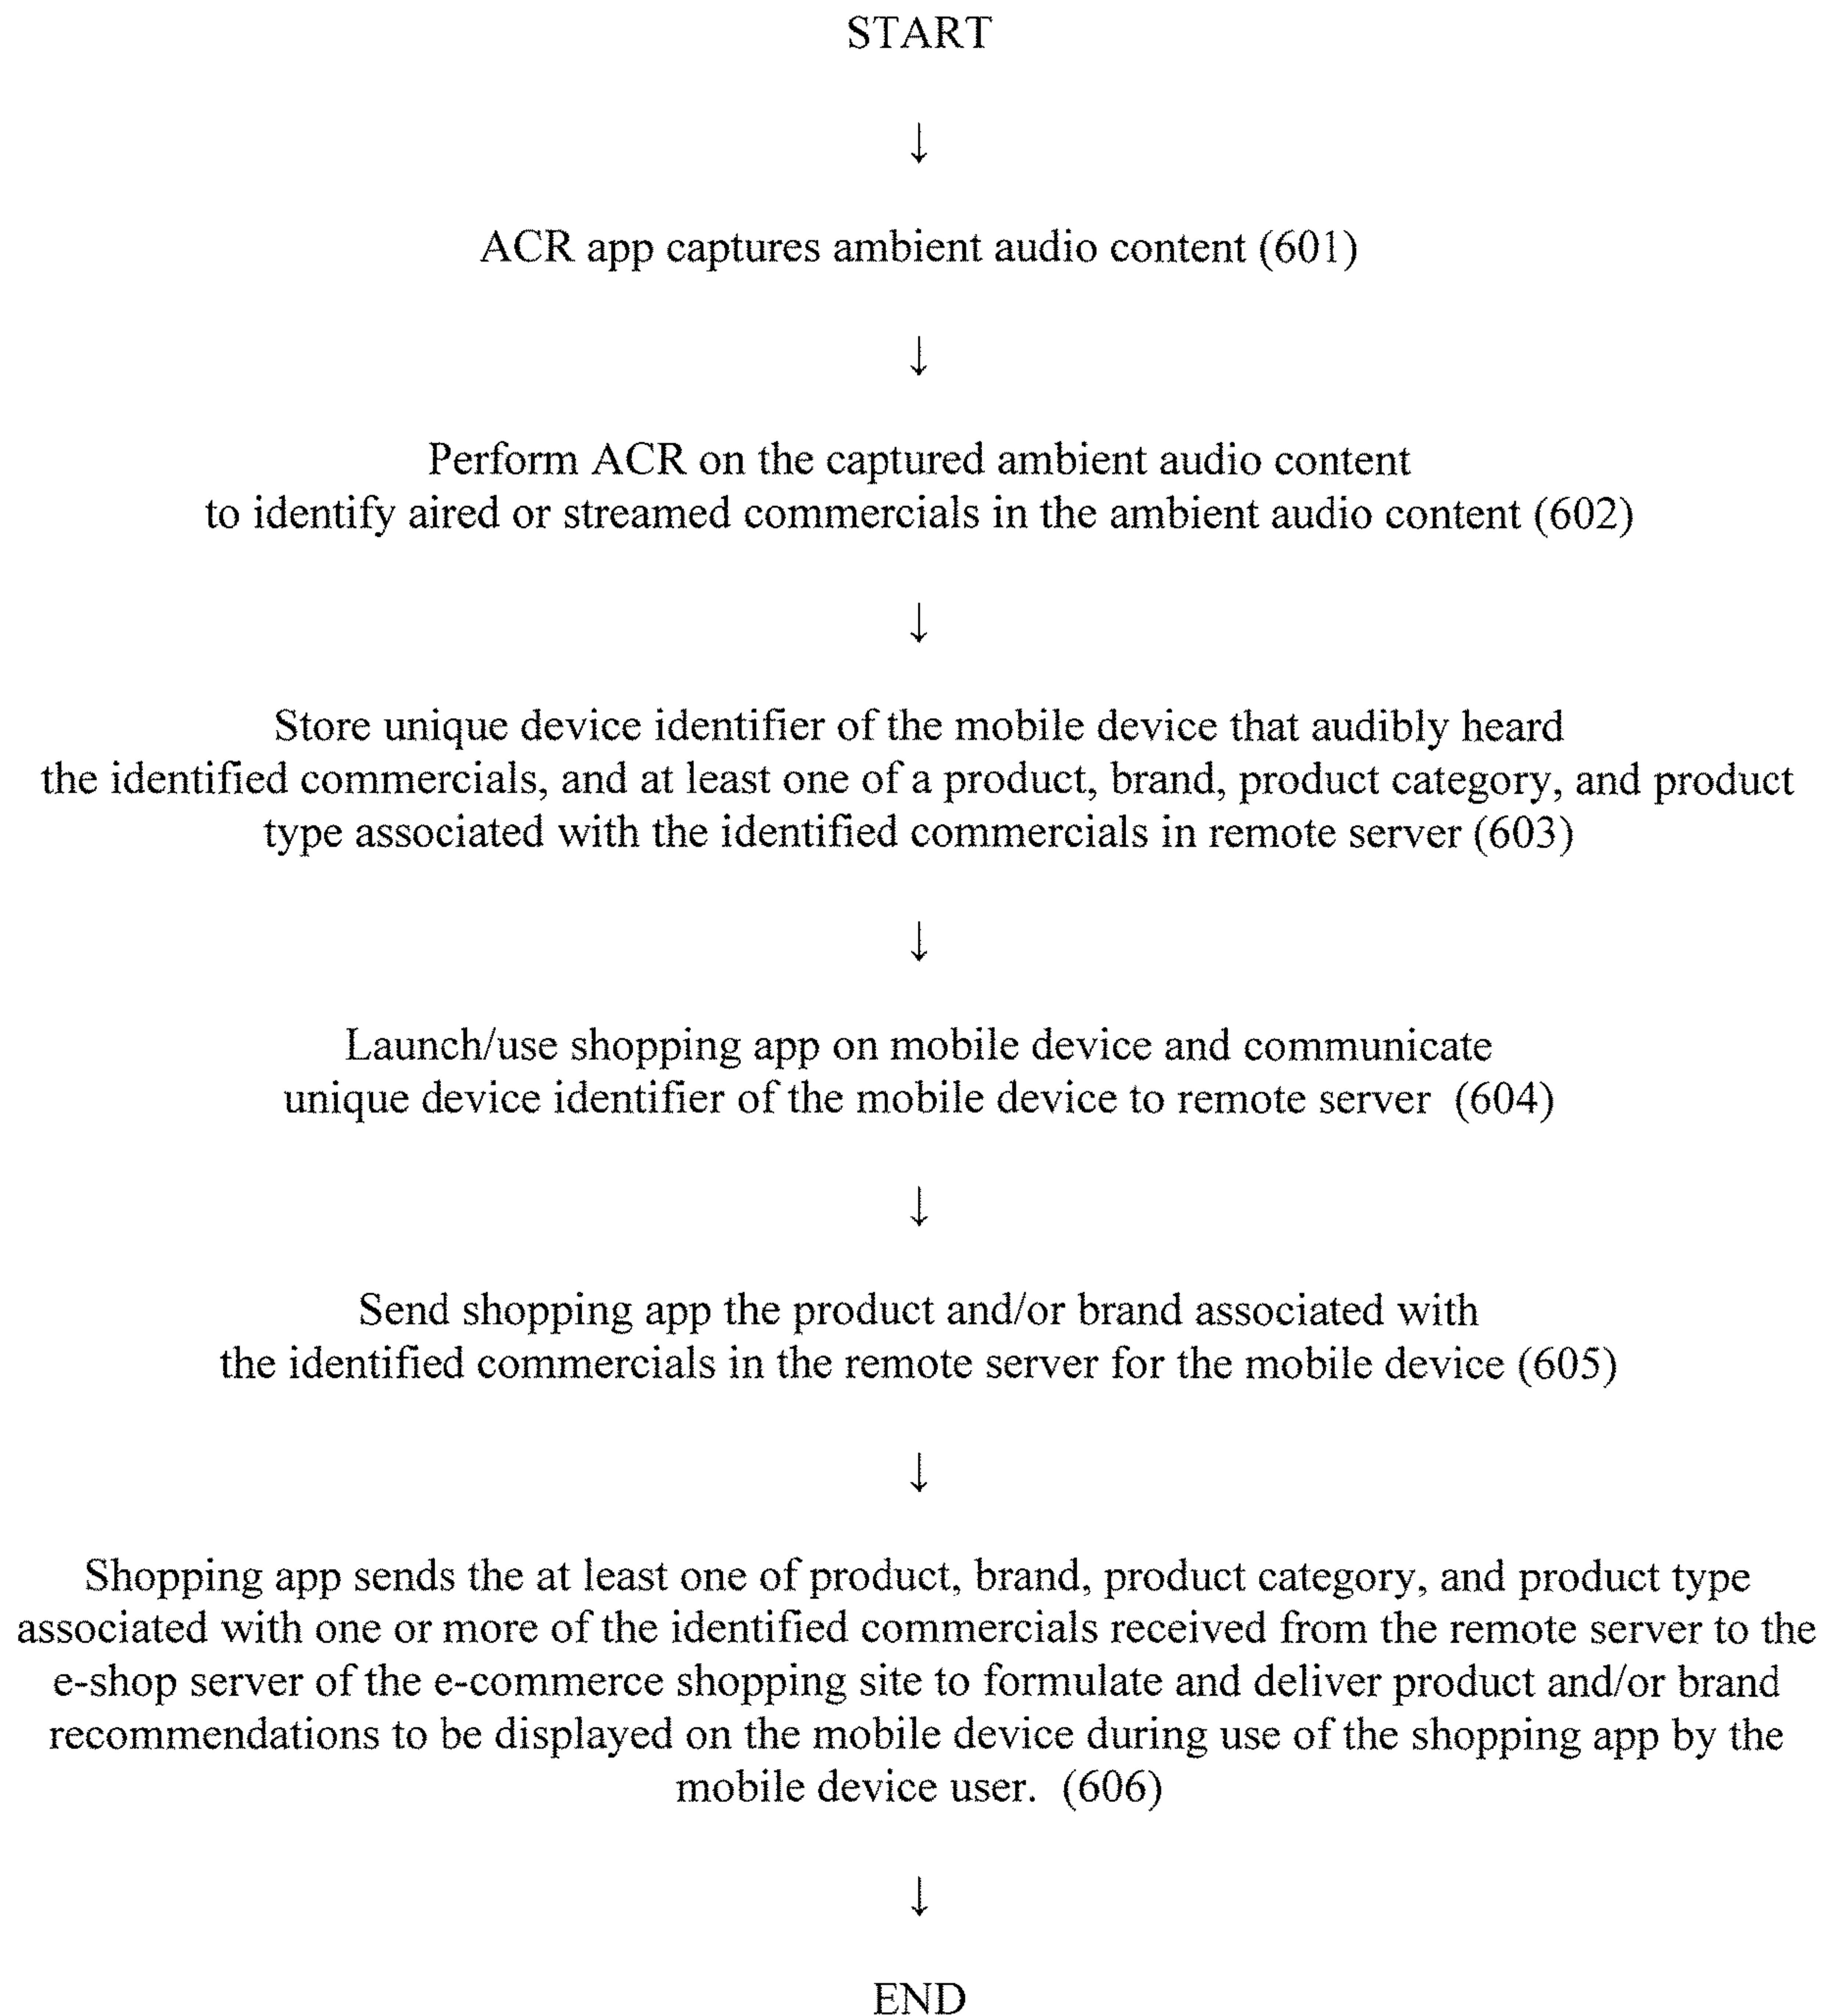 START
↓
ACR app captures ambient audio content (601)
↓
Perform ACR on the captured ambient audio content
to identify aired or streamed commercials in the ambient audio content (602)
↓
Store unique device identifier of the mobile device that audibly heard
the identified commercials, and at least one of a product, brand, product category, and product
type associated with the identified commercials in remote server (603)
↓
Launch/use shopping app on mobile device and communicate
unique device identifier of the mobile device to remote server (604)
↓
Send shopping app the product and/or brand associated with
the identified commercials in the remote server for the mobile device (605)
↓
Shopping app sends the at least one of product, brand, product category, and product type
associated with one or more of the identified commercials received from the remote server to the
e-shop server of the e-commerce shopping site to formulate and deliver product and/or brand
recommendations to be displayed on the mobile device during use of the shopping app by the
mobile device user. (606)
↓
END